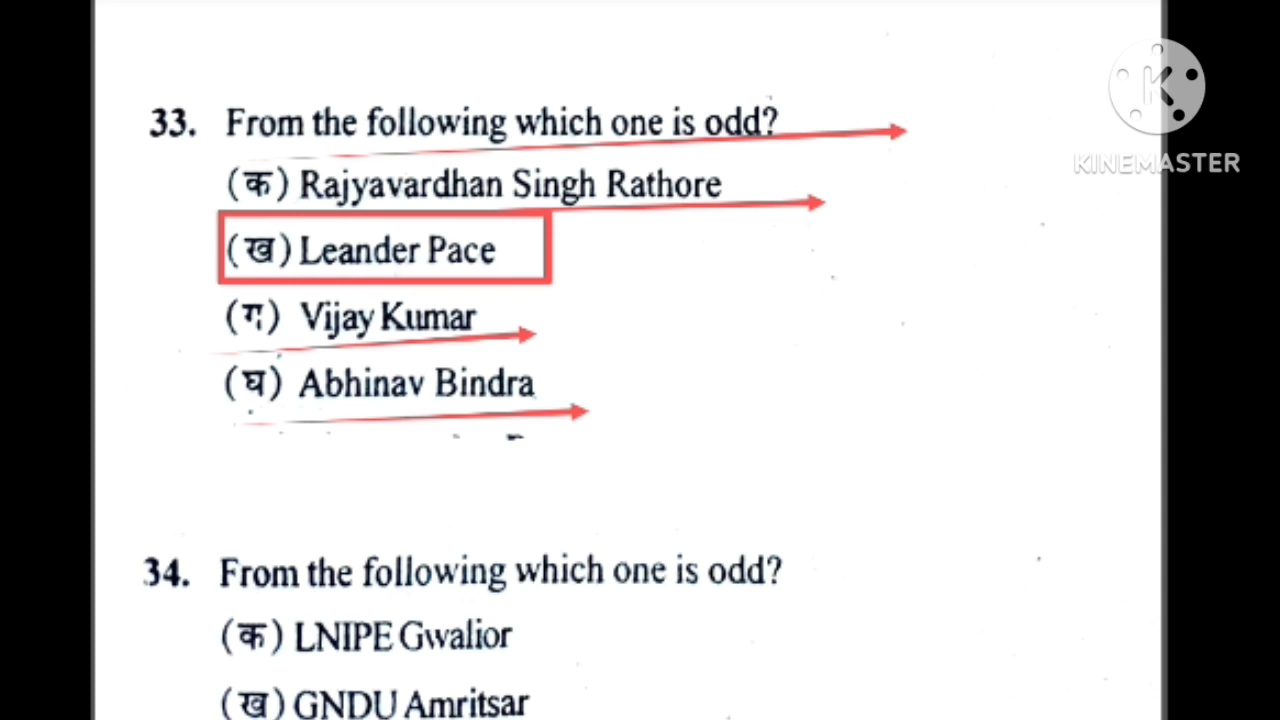 KINEMASTER
33. From the following which one is odd?
(क) Rajyavardhan Singh Rathore
(ख) Leander Pace
(ग) Vijay Kumar
(घ) Abhinav Bindra
34. From the following which one is odd?
(क) LNIPE Gwalior
(ख) GNDU Amritsar